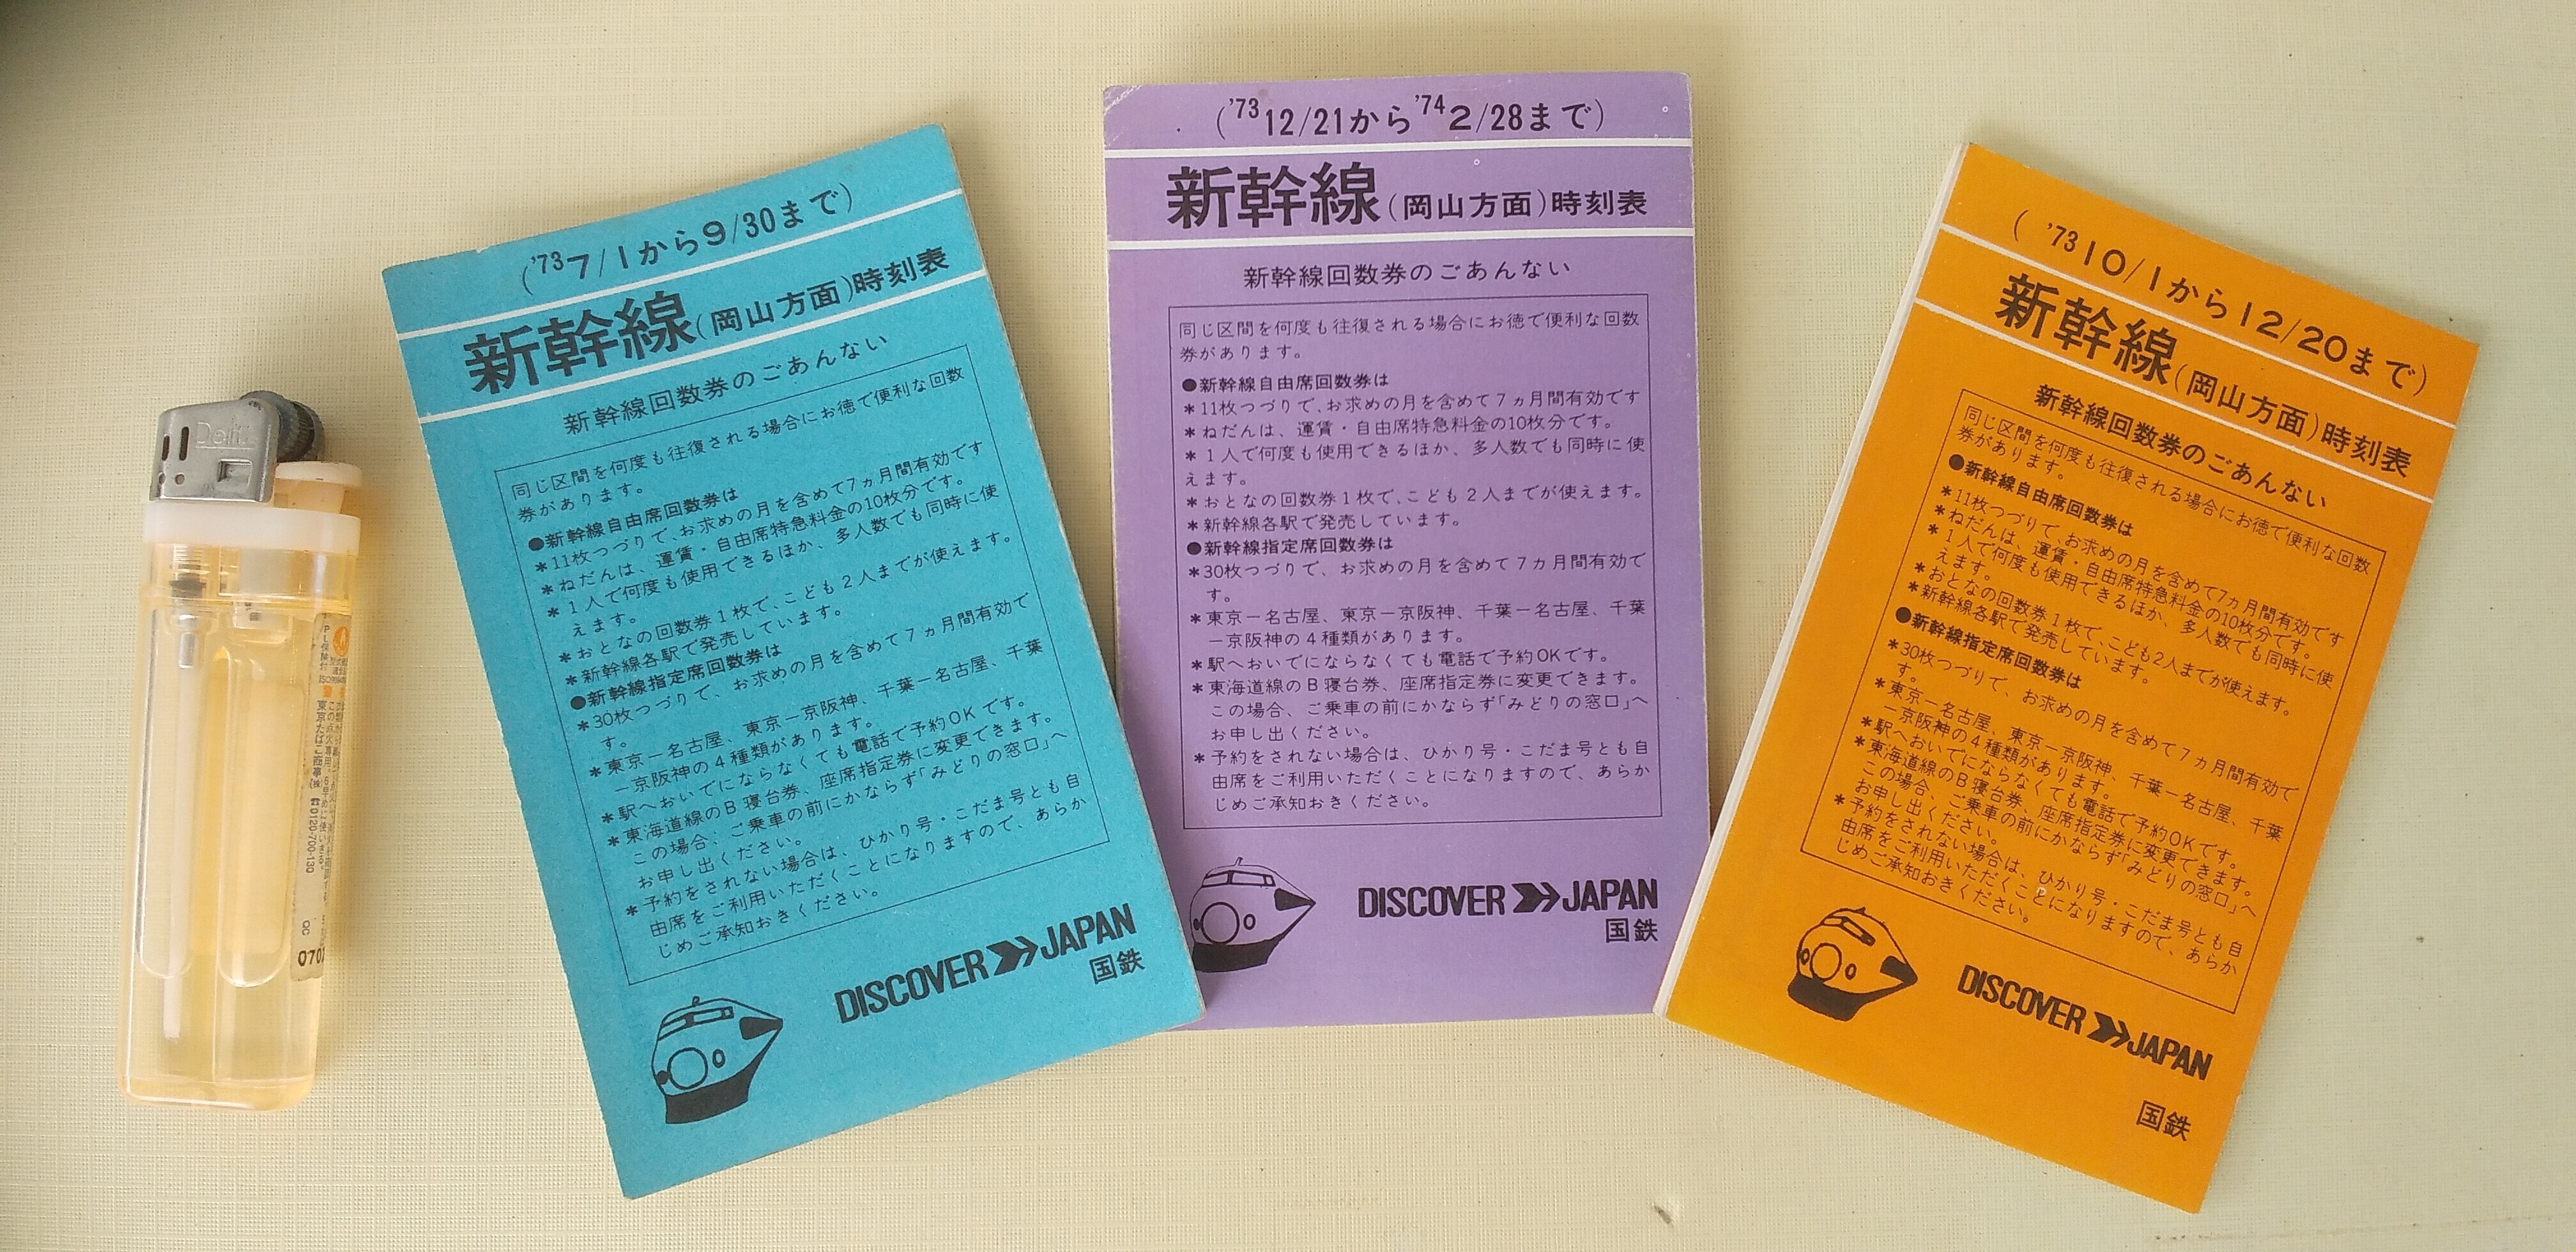 Delite
PL保険付
東京たばこ商事(株)
☎0120-700-130
OC
('73 7/1から9/30まで)
新幹線(岡山方面)時刻表
新幹線回数券のごあんない
同じ区間を何度も往復される場合にお徳で便利な回数
券があります。
●新幹線自由席回数券は
*11枚つづりで、お求めの月を含めて7ヵ月間有効です
*ねだんは、運賃・自由席特急料金の10枚分です。
*1人で何度も使用できるほか、多人数でも同時に使
えます。
*おとなの回数券1枚で、こども2人までが使えます。
*新幹線各駅で発売しています。
●新幹線指定席回数券は
*30枚つづりで、お求めの月を含めて7ヵ月間有効で
す。
*東京ー名古屋、東京ー京阪神、千葉ー名古屋、千葉
ー京阪神の4種類があります。
*駅へおいでにならなくても電話で予約OKです。
*東海道線のB寝台券、座席指定券に変更できます。
この場合、ご乗車の前にかならず「みどりの窓口」へ
お申し出ください。
*予約をされない場合は、ひかり号・こだま号とも自
由席をご利用いただくことになりますので、あらか
じめご承知おきください。
DISCOVER JAPAN
国鉄
('73 12/21から'74 2/28まで)
新幹線(岡山方面)時刻表
新幹線回数券のごあんない
同じ区間を何度も往復される場合にお徳で便利な回数
券があります。
●新幹線自由席回数券は
*11枚つづりで、お求めの月を含めて7ヵ月間有効です
*ねだんは、運賃・自由席特急料金の10枚分です。
*1人で何度も使用できるほか、多人数でも同時に使
えます。
*おとなの回数券1枚で、こども2人までが使えます。
*新幹線各駅で発売しています。
●新幹線指定席回数券は
*30枚つづりで、お求めの月を含めて7ヵ月間有効で
す。
*東京ー名古屋、東京ー京阪神、千葉ー名古屋、千葉
ー京阪神の4種類があります。
*駅へおいでにならなくても電話で予約OKです。
*東海道線のB寝台券、座席指定券に変更できます。
この場合、ご乗車の前にかならず「みどりの窓口」へ
お申し出ください。
*予約をされない場合は、ひかり号・こだま号とも自
由席をご利用いただくことになりますので、あらか
じめご承知おきください。
DISCOVER JAPAN
国鉄
('73 10/1から12/20まで)
新幹線(岡山方面)時刻表
新幹線回数券のごあんない
同じ区間を何度も往復される場合にお徳で便利な回数
券があります。
●新幹線自由席回数券は
*11枚つづりで、お求めの月を含めて7ヵ月間有効です
*ねだんは、運賃・自由席特急料金の10枚分です。
*1人で何度も使用できるほか、多人数でも同時に使
えます。
*おとなの回数券1枚で、こども2人までが使えます。
*新幹線各駅で発売しています。
●新幹線指定席回数券は
*30枚つづりで、お求めの月を含めて7ヵ月間有効で
す。
*東京ー名古屋、東京ー京阪神、千葉ー名古屋、千葉
ー京阪神の4種類があります。
*駅へおいでにならなくても電話で予約OKです。
*東海道線のB寝台券、座席指定券に変更できます。
この場合、ご乗車の前にかならず「みどりの窓口」へ
お申し出ください。
*予約をされない場合は、ひかり号・こだま号とも自
由席をご利用いただくことになりますので、あらか
じめご承知おきください。
DISCOVER JAPAN
国鉄